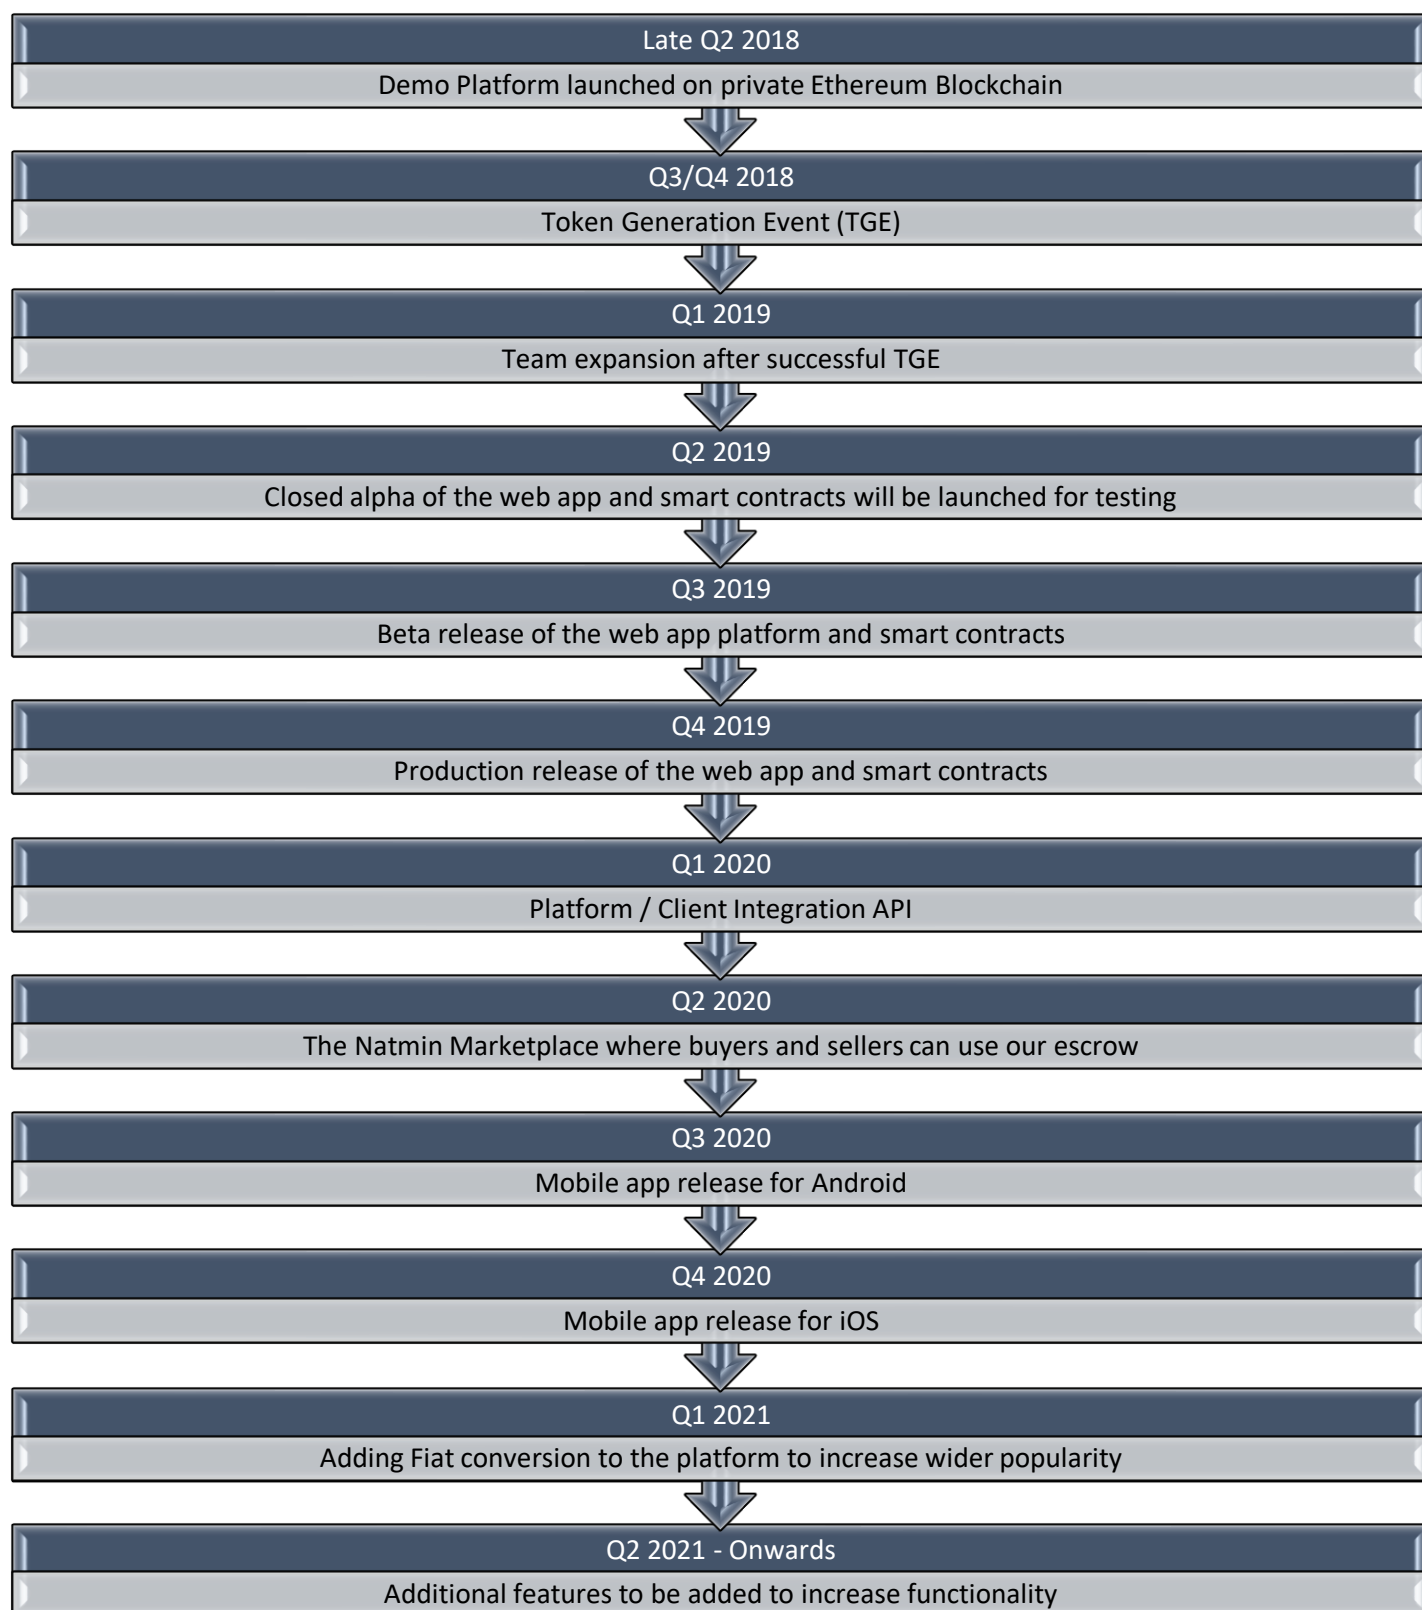 Late Q2 2018
Demo Platform launched on private Ethereum Blockchain
Q3/Q4 2018
Token Generation Event (TGE)
Q1 2019
Team expansion after successful TGE
Q2 2019
Closed alpha of the web app and smart contracts will be launched for testing
Q3 2019
Beta release of the web app platform and smart contracts
Q4 2019
Production release of the web app and smart contracts
Q1 2020
Platform / Client Integration API
Q2 2020
The Natmin Marketplace where buyers and sellers can use our escrow
Q3 2020
Mobile app release for Android
Q4 2020
Mobile app release for iOS
Q1 2021
Adding Fiat conversion to the platform to increase wider popularity
Q2 2021 - Onwards
Additional features to be added to increase functionality